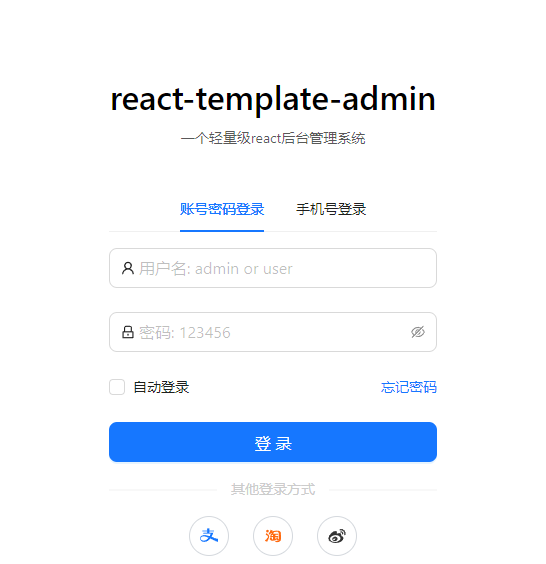 react-template-admin
一个轻量级react后台管理系统
账号密码登录 手机号登录
用户名: admin or user
密码: 123456
自动登录 忘记密码
登 录
其他登录方式
支 淘